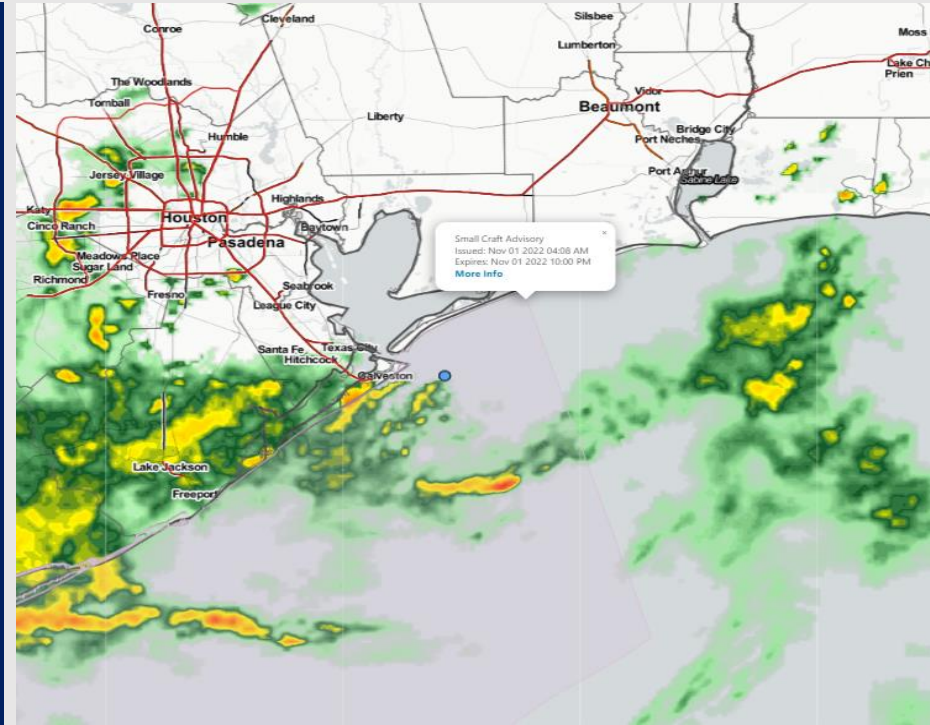 Cleveland
Silsbee
Conroe
Moss
Lumberton
Lake Ch
Prien
The Woodlands
Vidor
Tomball
Beaumont
Liberty
Bridge City
Humble
Port Neches
Jersey Village
Port Arthur
Sabine Lake
Highlands
Katy
Houston
Cinco Ranch
Baytown
Pasadena
Small Craft Advisory
×
Issued: Nov 01 2022 04:08 AM
Meadows Place
Expires: Nov 01 2022 10:00 PM
Sugar Land
More Info
Richmond
Seabrook
Fresno
League City
Santa Fe
Texas City
Hitchcock
Galveston
Lake Jackson
Freeport